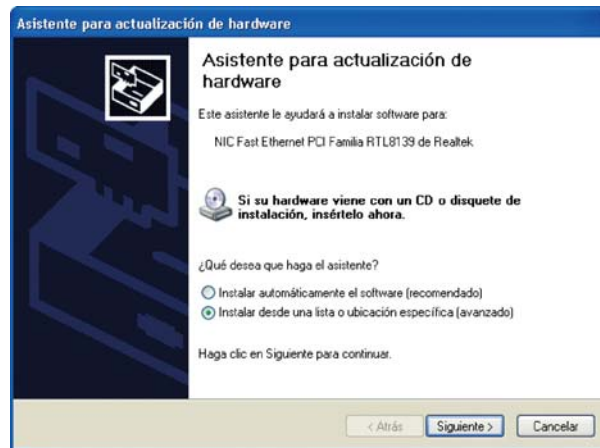 Asistente para actualización de hardware
Asistente para actualización de
hardware
Este asistente le ayudará a instalar software para:
NIC Fast Ethernet PCI Familia RTL8139 de Realtek
Si su hardware viene con un CD o disquete de
instalación, insértelo ahora.
¿Qué desea que haga el asistente?
Instalar automáticamente el software (recomendado)
Instalar desde una lista o ubicación específica (avanzado)
Haga clic en Siguiente para continuar.
< Atrás Siguiente > Cancelar